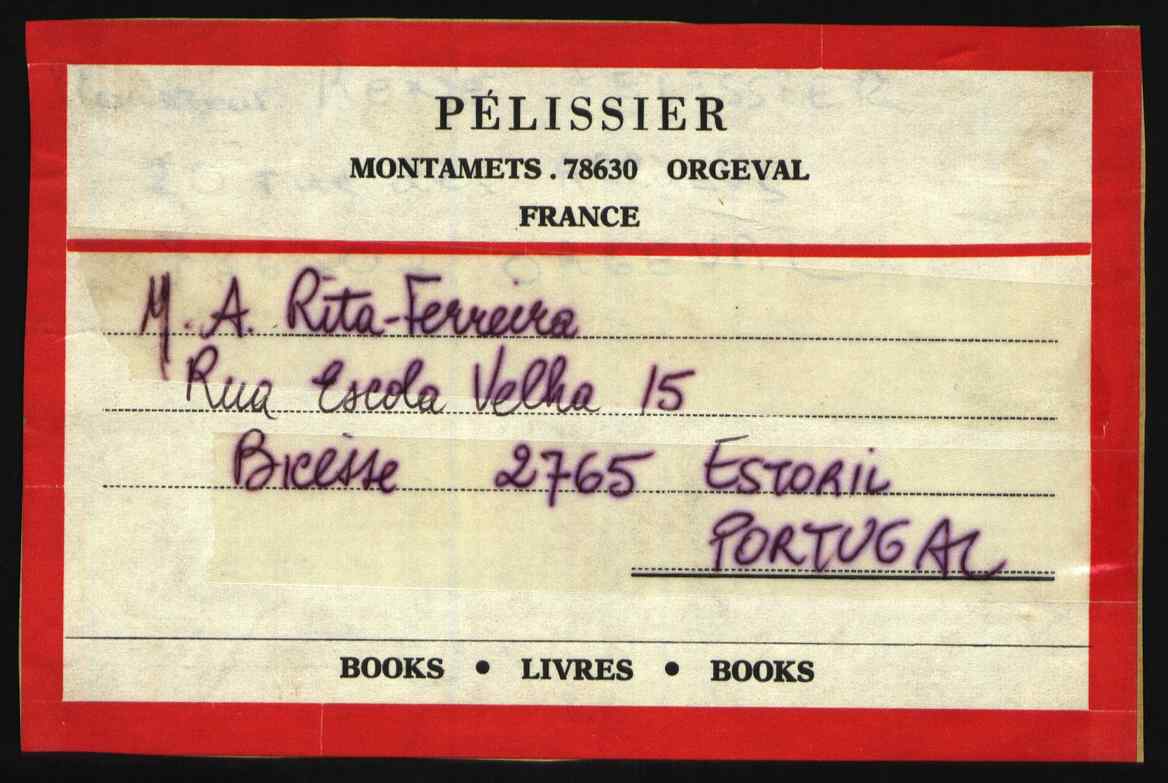 PÉLISSIER
MONTAMETS . 78630 ORGEVAL
FRANCE
M. A. Rita-Ferreira
Rua Escola Velha 15
Bicesse 2765 ESTORIL
PORTUGAL
BOOKS • LIVRES • BOOKS